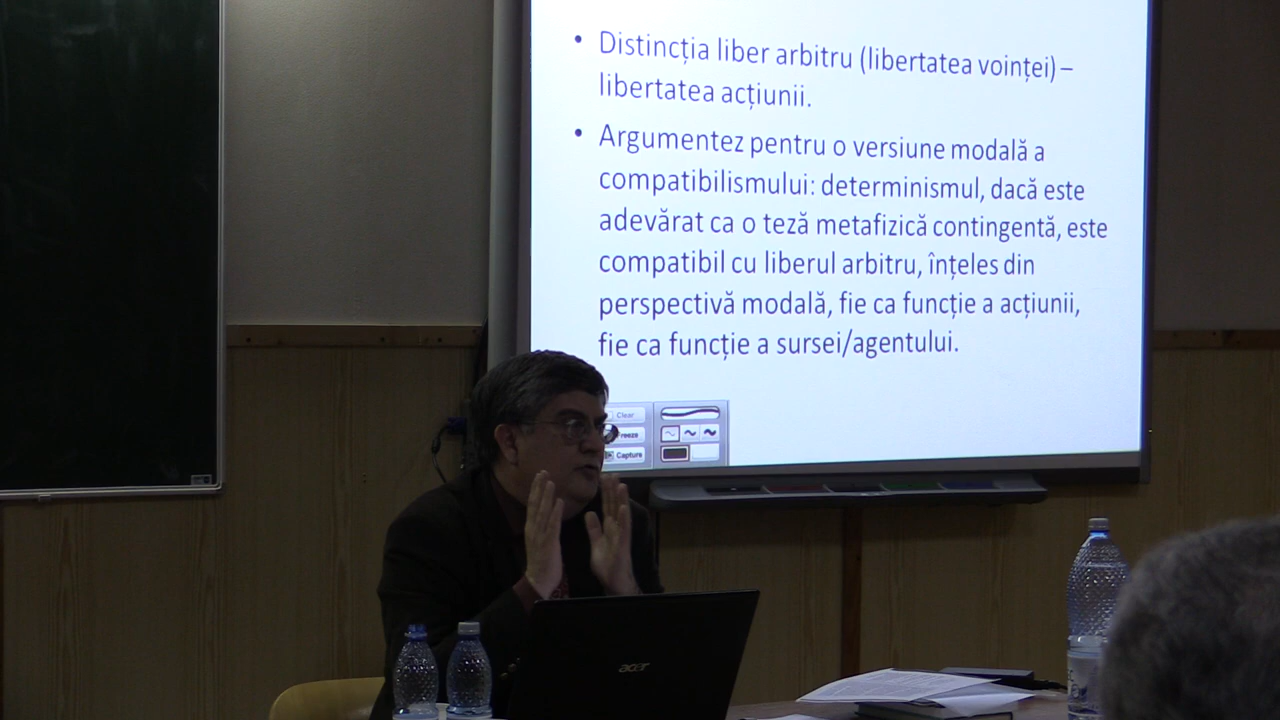 • Distincția liber arbitru (libertatea voinței) –
libertatea acțiunii.
• Argumentez pentru o versiune modală a
compatibilismului: determinismul, dacă este
adevărat ca o teză metafizică contingentă, este
compatibil cu liberul arbitru, înțeles din
perspectivă modală, fie ca funcție a acțiunii,
fie ca funcție a sursei/agentului.
Clear
Freeze
Capture
acer